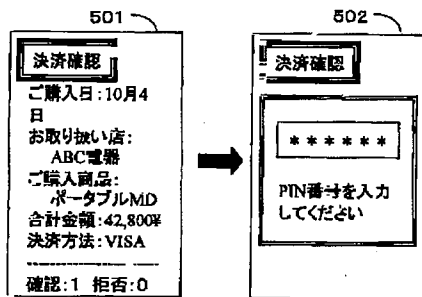 501
決済確認
ご購入日:10月4
日
お取り扱い店:
ABC電器
ご購入商品:
ポータブルMD
合計金額:42,800¥
決済方法:VISA
確認:1 拒否:0
502
決済確認
******
PIN番号を入力
してください